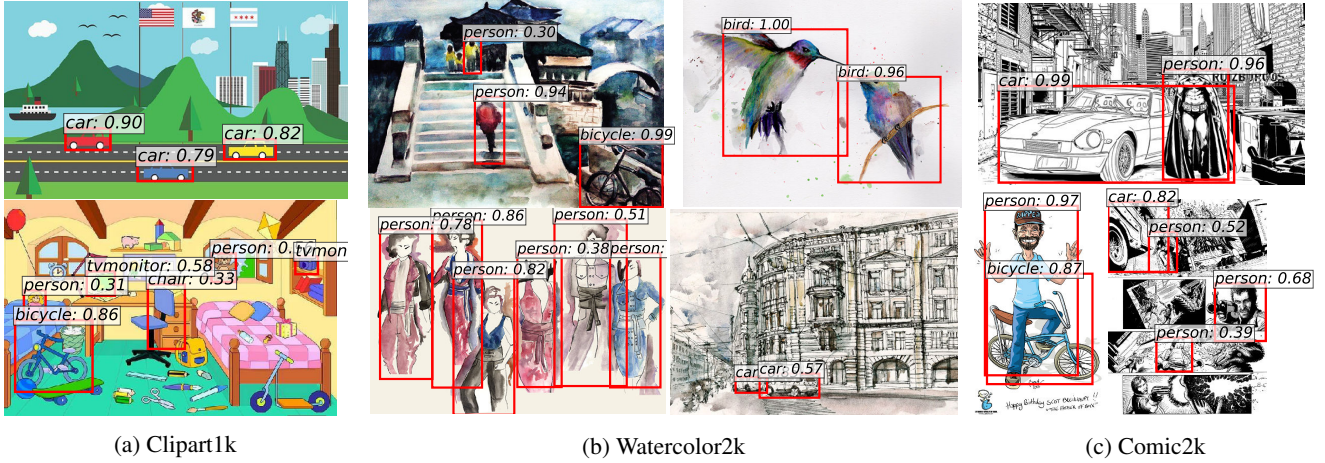 car: 0.90
car: 0.82
car: 0.79
person: 0.
tvmon
tvmonitor: 0.58
chair: 0.33
person: 0.31
bicycle: 0.86
(a) Clipart1k
person: 0.30
person: 0.94
bicycle: 0.99
bird: 1.00
bird: 0.96
person: 0.86
person: 0.78
person: 0.51
person: 0.38
person:
person: 0.82
car
car: 0.57
(b) Watercolor2k
person: 0.96
car: 0.99
person: 0.97
car: 0.82
person: 0.52
bicycle: 0.87
person: 0.68
person: 0.39
Happy Birthday
(c) Comic2k